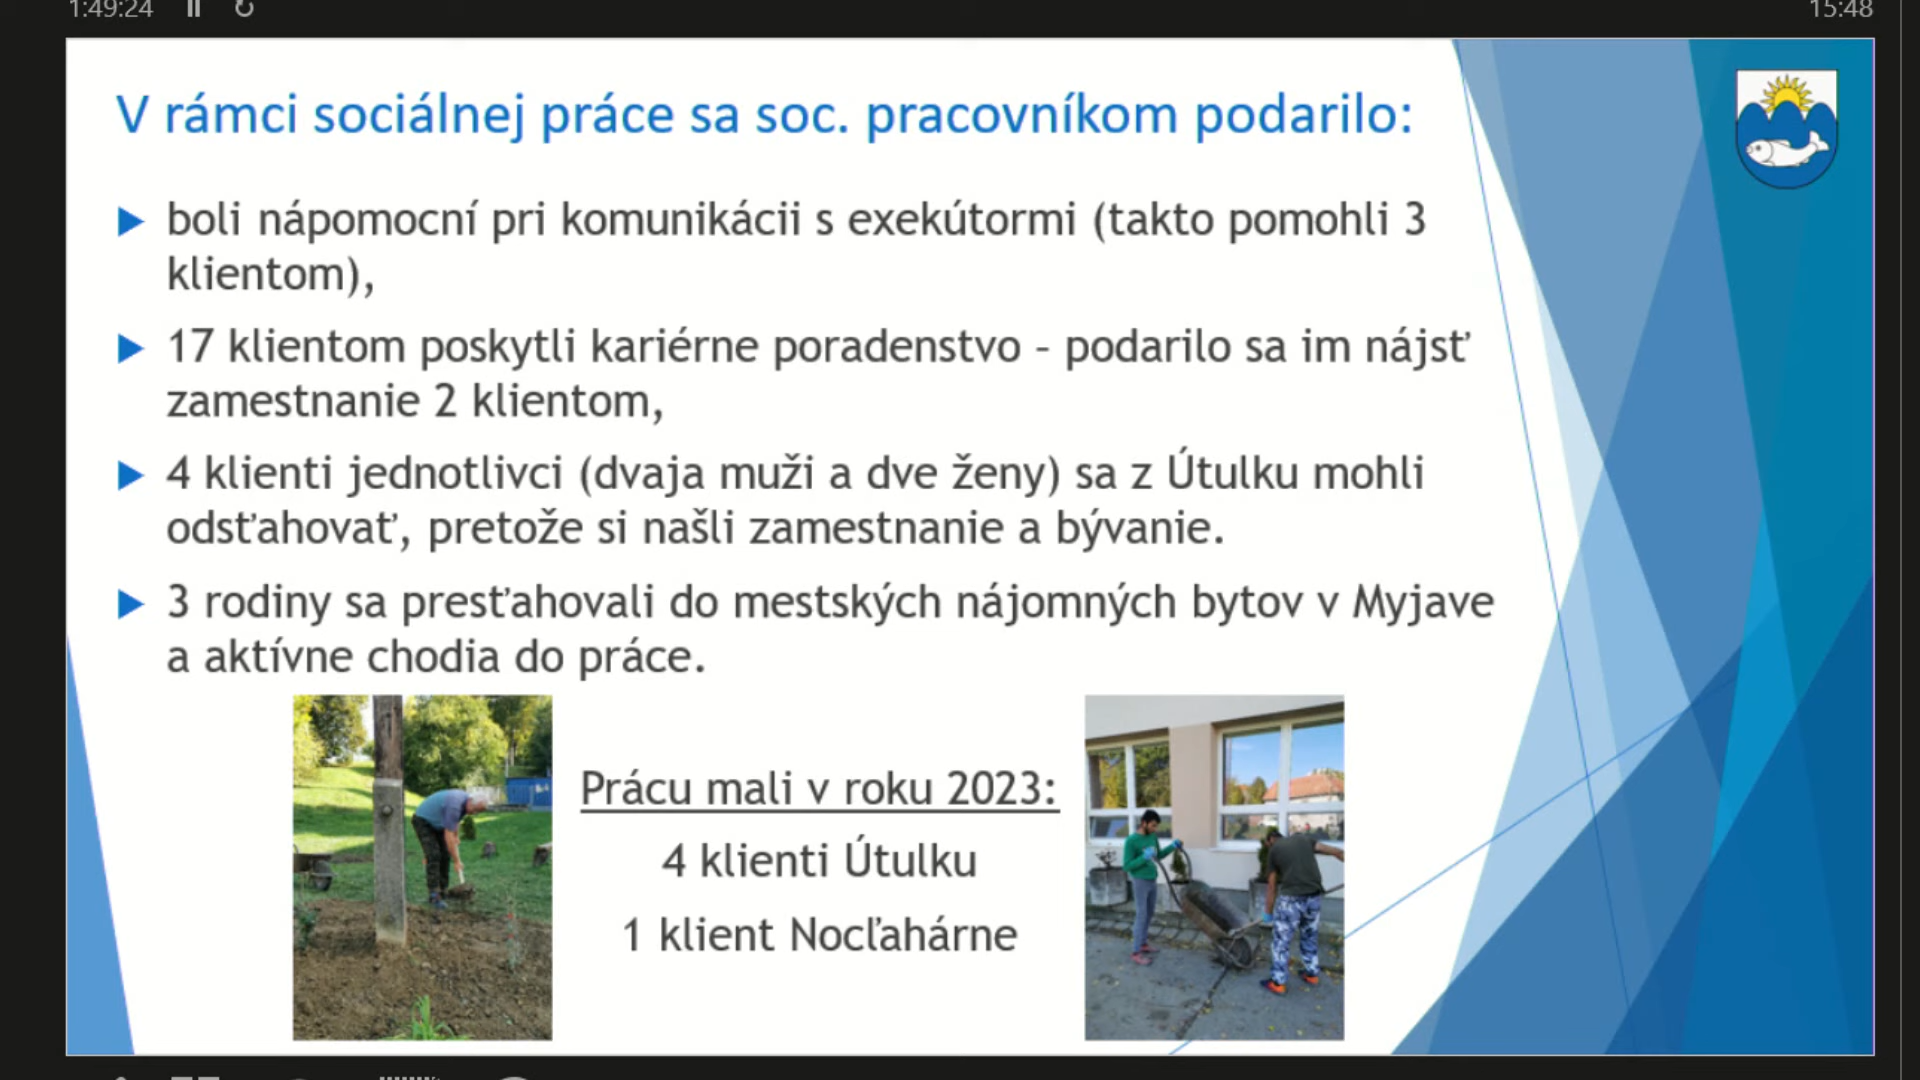 1:49:24
15:48
V rámci sociálnej práce sa soc. pracovníkom podarilo:
boli nápomocní pri komunikácii s exekútormi (takto pomohli 3
klientom),
17 klientom poskytli kariérne poradenstvo – podarilo sa im nájsť
zamestnanie 2 klientom,
4 klienti jednotlivci (dvaja muži a dve ženy) sa z Útulku mohli
odsťahovať, pretože si našli zamestnanie a bývanie.
3 rodiny sa presťahovali do mestských nájomných bytov v Myjave
a aktívne chodia do práce.
Prácu mali v roku 2023:
4 klienti Útulku
1 klient Nocľahárne